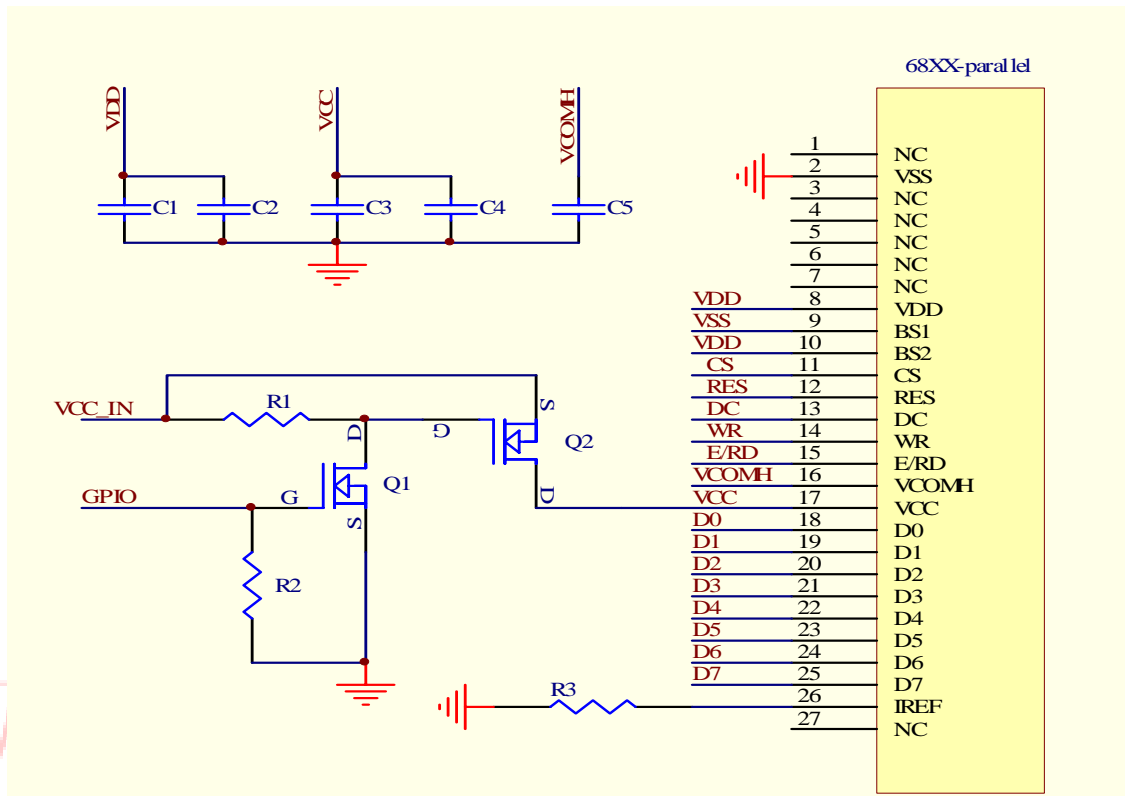 68XX-parallel
VDD
VCC
VCOMH
C1
C2
C3
C4
C5
1 NC
2 VSS
3 NC
4 NC
5 NC
6 NC
7 NC
VDD 8 VDD
VSS 9 BS1
VDD 10 BS2
CS 11 CS
RES 12 RES
DC 13 DC
WR 14 WR
E/RD 15 E/RD
VCOMH 16 VCOMH
VCC 17 VCC
D0 18 D0
D1 19 D1
D2 20 D2
D3 21 D3
D4 22 D4
D5 23 D5
D6 24 D6
D7 25 D7
26 IREF
27 NC
VCC_IN
R1
D
G
S
Q2
D
GPIO
G
Q1
S
R2
R3